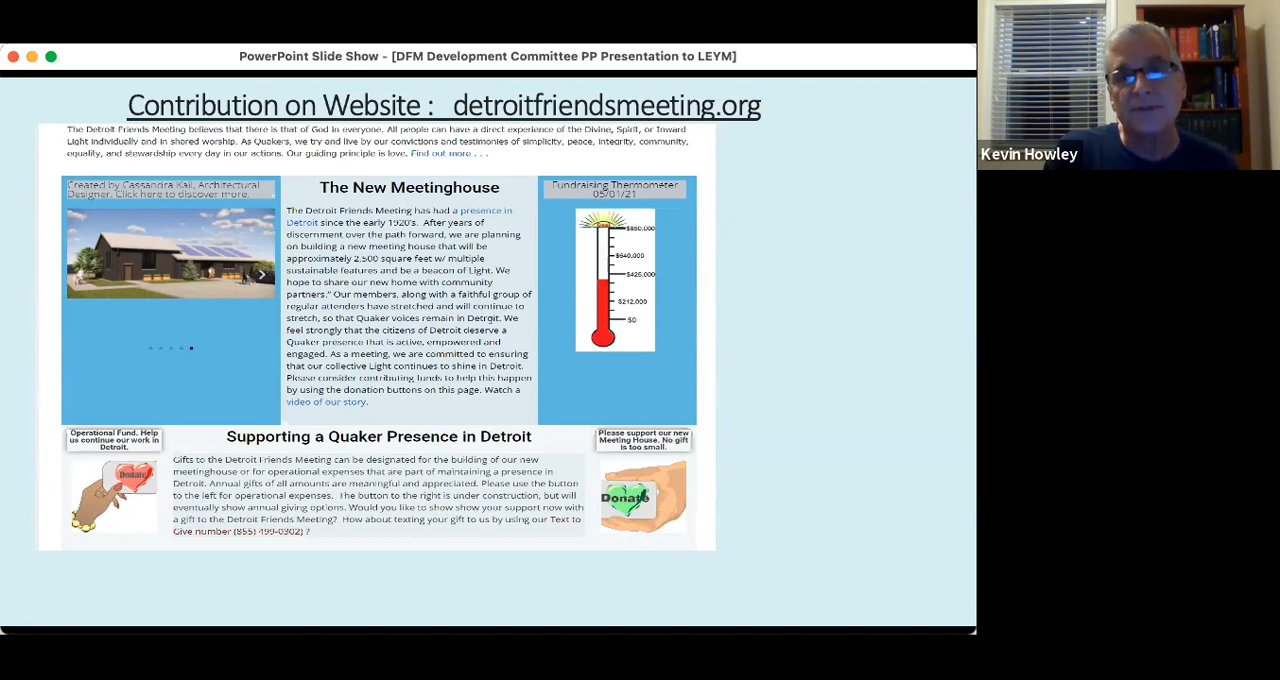 PowerPoint Slide Show - [DFM Development Committee PP Presentation to LEYM]
Contribution on Website : detroitfriendsmeeting.org
The Detroit Friends Meeting believes that there is that of God in everyone. All people can have a direct experience of the Divine, Spirit, or Inward
Light individually and in shared worship. As Quakers, we try and live by our convictions and testimonies of simplicity, peace, integrity, community,
equality, and stewardship every day in our actions. Our guiding principle is love. Find out more . . .
Created by Cassandra Kail, Architectural
Designer. Click here to discover more.
The New Meetinghouse
The Detroit Friends Meeting has had a presence in
Detroit since the early 1920's. After years of
discernment over the path forward, we are planning
on building a new meeting house that will be
approximately 2,500 square feet w/ multiple
sustainable features and be a beacon of Light. We
hope to share our new home with community
partners." Our members, along with a faithful group of
regular attenders have stretched and will continue to
stretch, so that Quaker voices remain in Detroit. We
feel strongly that the citizens of Detroit deserve a
Quaker presence that is active, empowered and
engaged. As a meeting, we are committed to ensuring
that our collective Light continues to shine in Detroit.
Please consider contributing funds to help this happen
by using the donation buttons on this page. Watch a
video of our story.
Fundraising Thermometer
05/01/21
$850,000
$640,000
$425,000
$212,000
$0
Operational Fund. Help
us continue our work in
Detroit.
Donate
Supporting a Quaker Presence in Detroit
Gifts to the Detroit Friends Meeting can be designated for the building of our new
meetinghouse or for operational expenses that are part of maintaining a presence in
Detroit. Annual gifts of all amounts are meaningful and appreciated. Please use the button
to the left for operational expenses. The button to the right is under construction, but will
eventually show annual giving options. Would you like to show show your support now with
a gift to the Detroit Friends Meeting? How about texting your gift to us by using our Text to
Give number (855) 499-0302) ?
Please support our new
Meeting House. No gift
is too small.
Donate
Kevin Howley